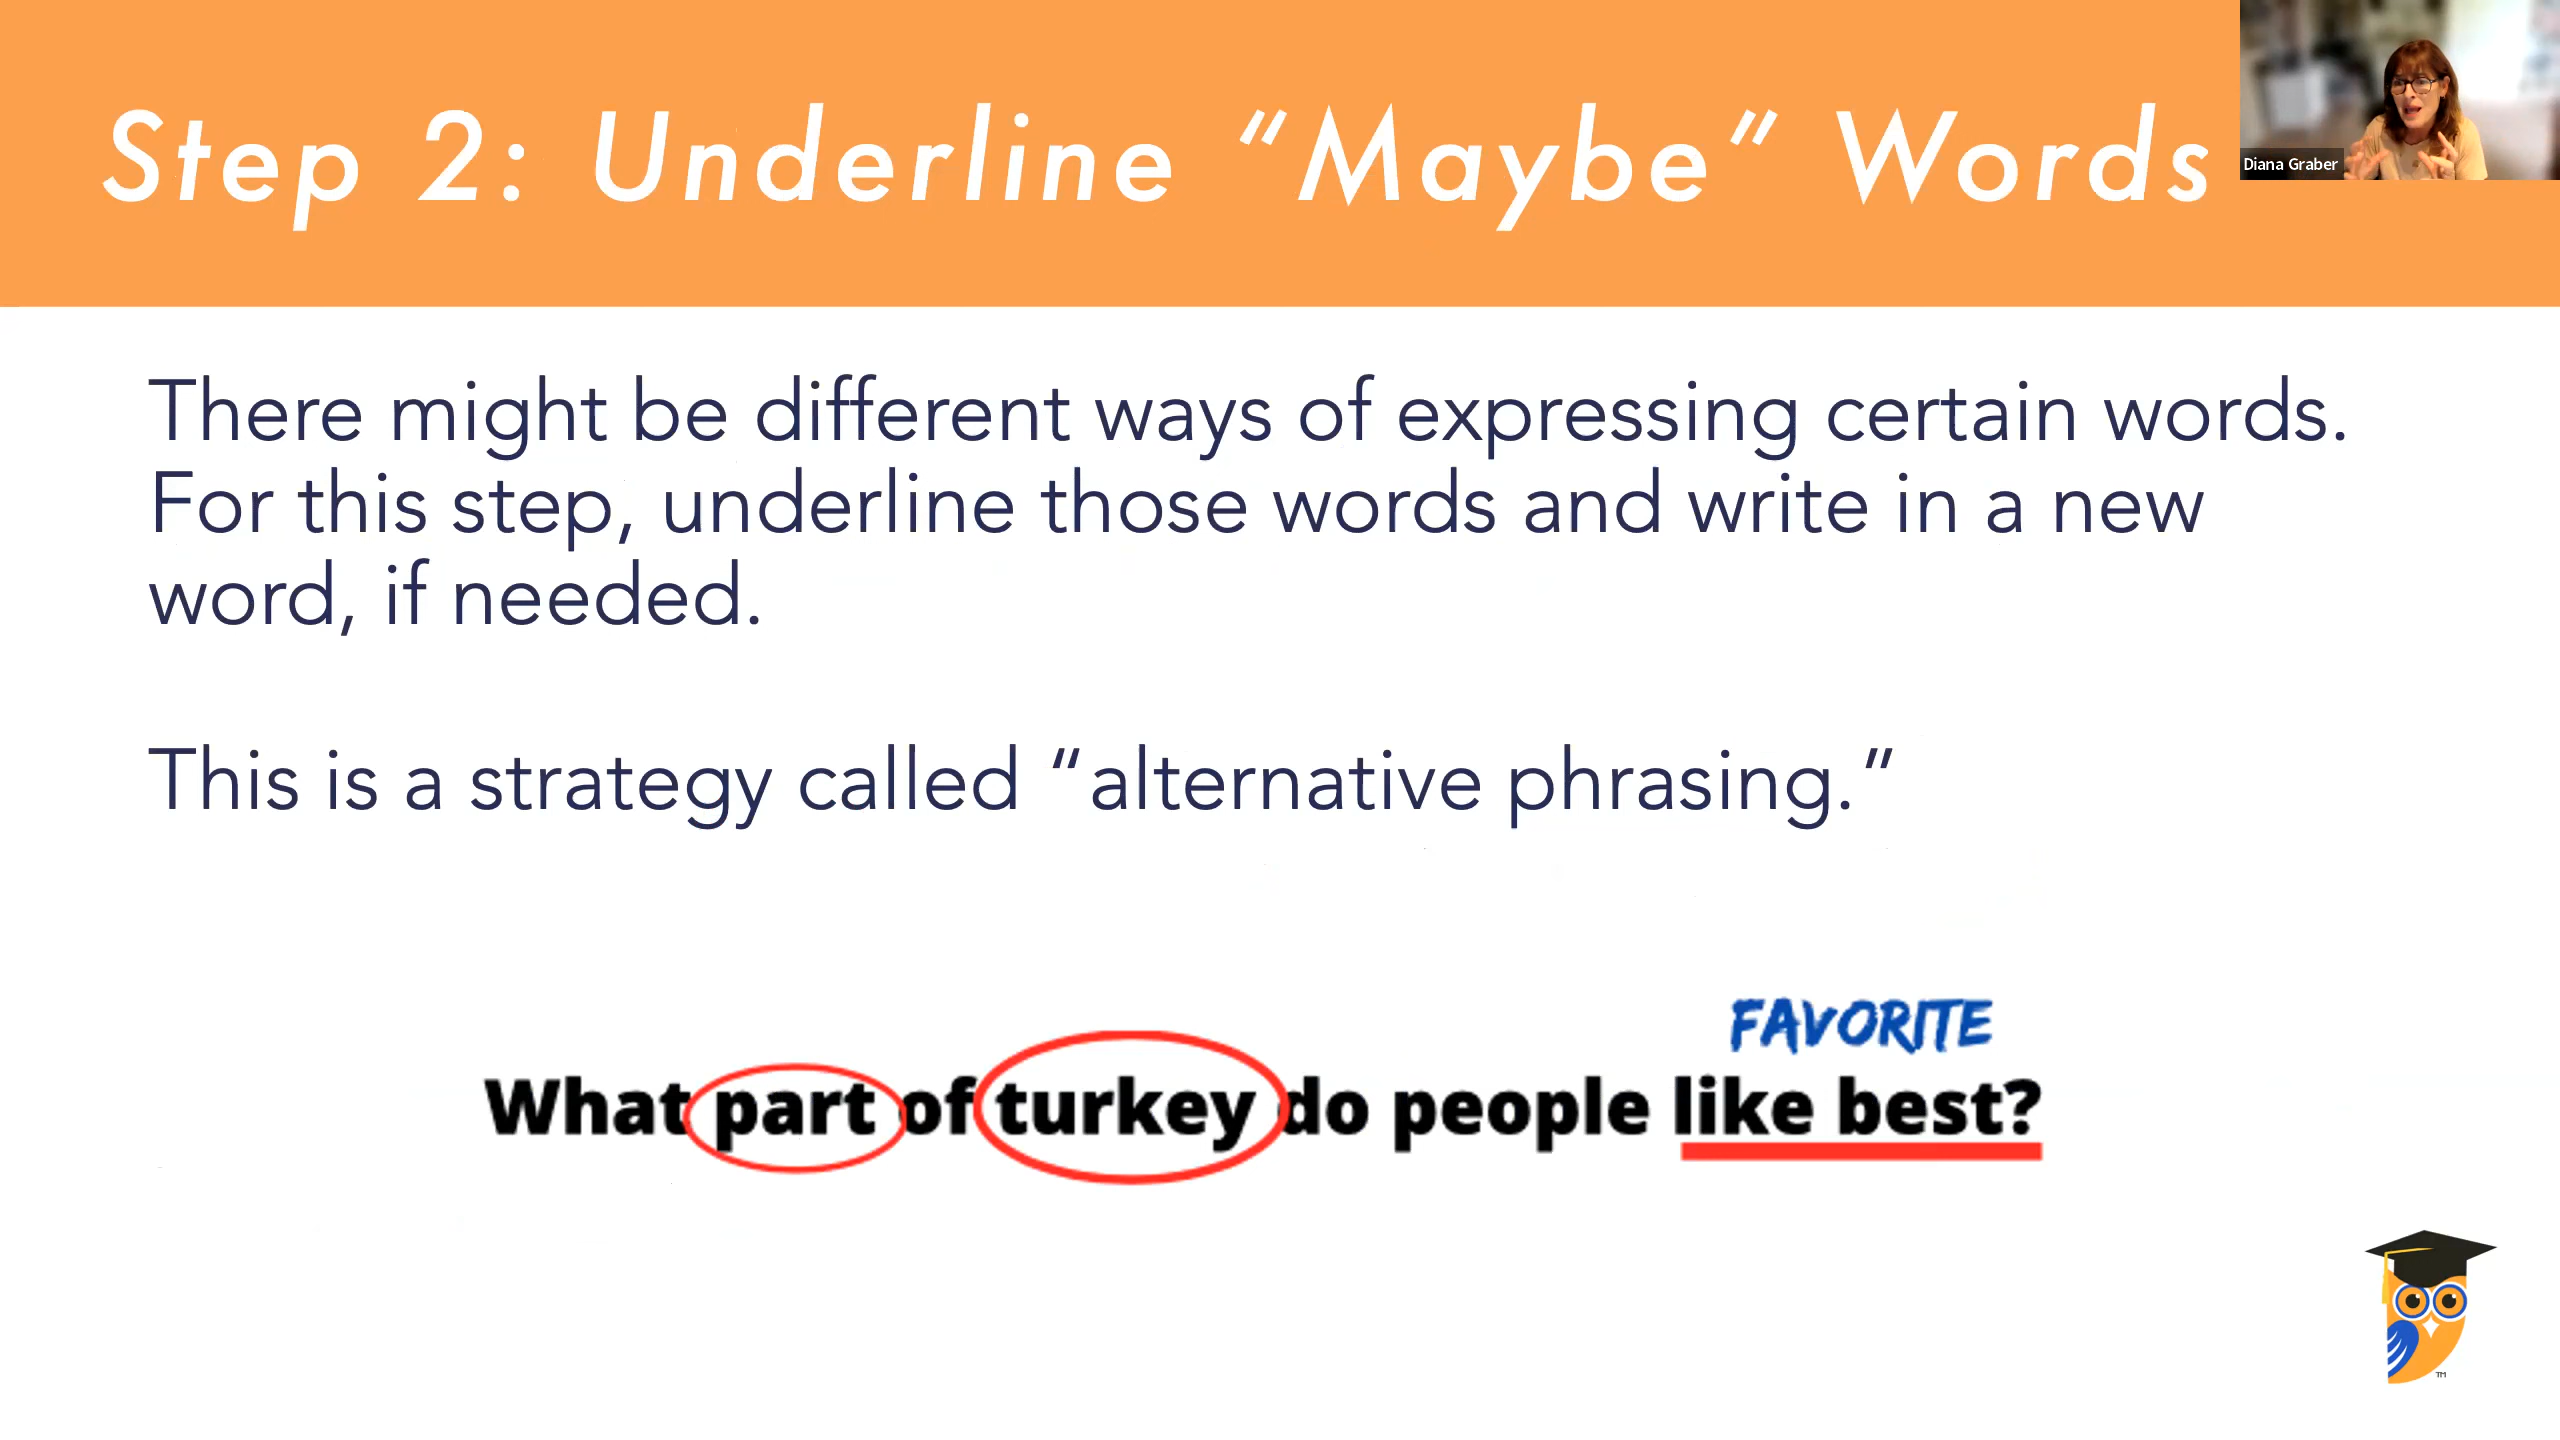 Step 2: Underline “Maybe” Words
Diana Graber
There might be different ways of expressing certain words.
For this step, underline those words and write in a new
word, if needed.
This is a strategy called “alternative phrasing.”
FAVORITE
What part of turkey do people like best?
TM